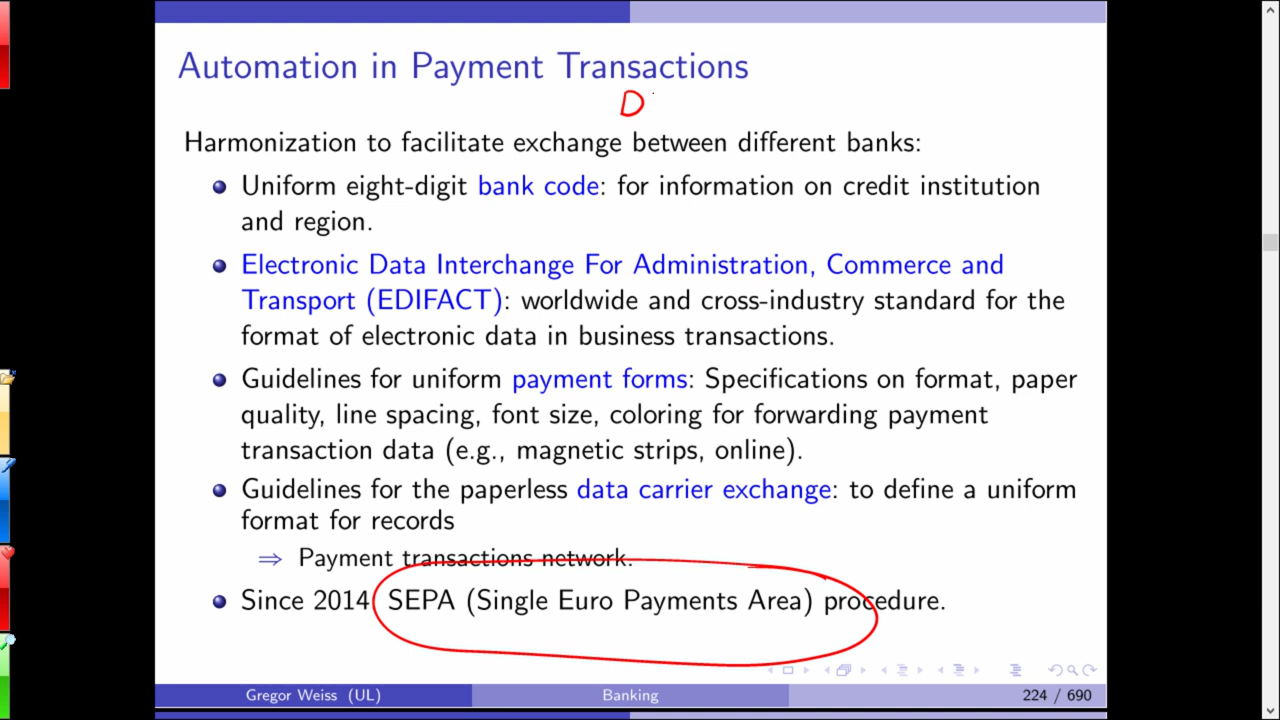 Automation in Payment Transactions
D
Harmonization to facilitate exchange between different banks:
Uniform eight-digit bank code: for information on credit institution
and region.
Electronic Data Interchange For Administration, Commerce and
Transport (EDIFACT): worldwide and cross-industry standard for the
format of electronic data in business transactions.
Guidelines for uniform payment forms: Specifications on format, paper
quality, line spacing, font size, coloring for forwarding payment
transaction data (e.g., magnetic strips, online).
Guidelines for the paperless data carrier exchange: to define a uniform
format for records
⇒ Payment transactions network.
Since 2014 SEPA (Single Euro Payments Area) procedure.
Gregor Weiss (UL) Banking 224 / 690